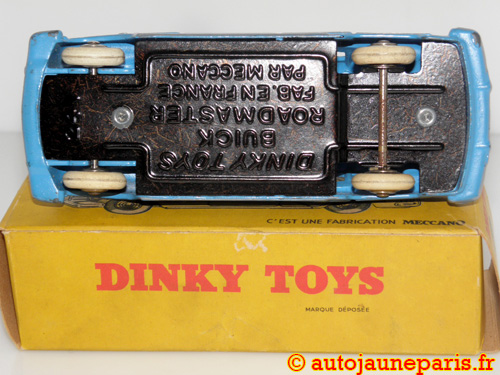 DINKY TOYS
BUICK
ROADMASTER
FAB. EN FRANCE
PAR MECCANO
C'EST UNE FABRICATION MECCANO
DINKY TOYS
MARQUE DÉPOSÉE
© autojauneparis.fr